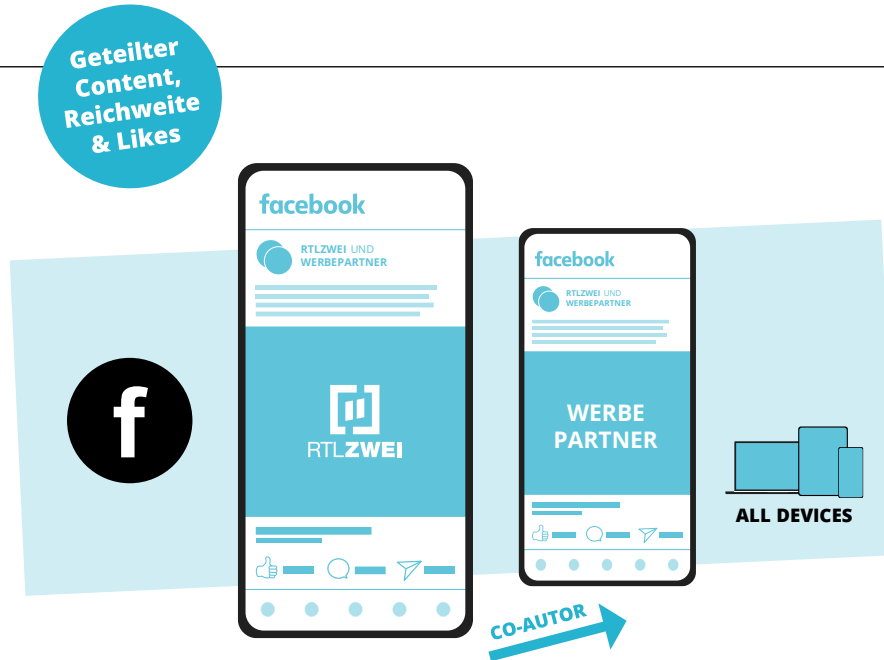 Geteilter
Content,
Reichweite
& Likes
facebook
RTLZWEI UND
WERBEPARTNER
RTLZWEI
facebook
RTLZWEI UND
WERBEPARTNER
WERBE
PARTNER
f
ALL DEVICES
CO-AUTOR